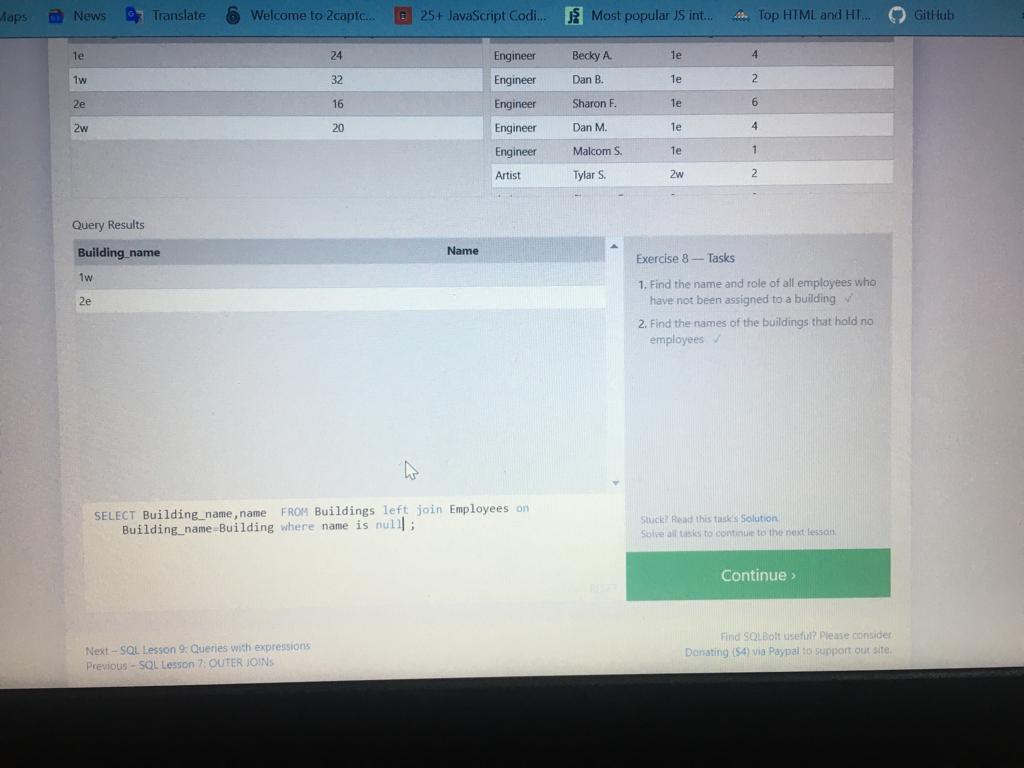 Maps News Translate Welcome to 2captc... 25+ JavaScript Codi... Most popular JS int... Top HTML and HT... GitHub
1e 24
1w 32
2e 16
2w 20
Engineer Becky A. 1e 4
Engineer Dan B. 1e 2
Engineer Sharon F. 1e 6
Engineer Dan M. 1e 4
Engineer Malcom S. 1e 1
Artist Tylar S. 2w 2
Query Results
Building_name Name
1w
2e
Exercise 8 — Tasks
1. Find the name and role of all employees who
have not been assigned to a building ✓
2. Find the names of the buildings that hold no
employees ✓
SELECT Building_name,name FROM Buildings left join Employees on
Building_name=Building where name is null ;
RESET
Stuck? Read this task's Solution.
Solve all tasks to continue to the next lesson.
Continue ›
Next – SQL Lesson 9: Queries with expressions
Previous – SQL Lesson 7: OUTER JOINs
Find SQLBolt useful? Please consider
Donating ($4) via Paypal to support our site.